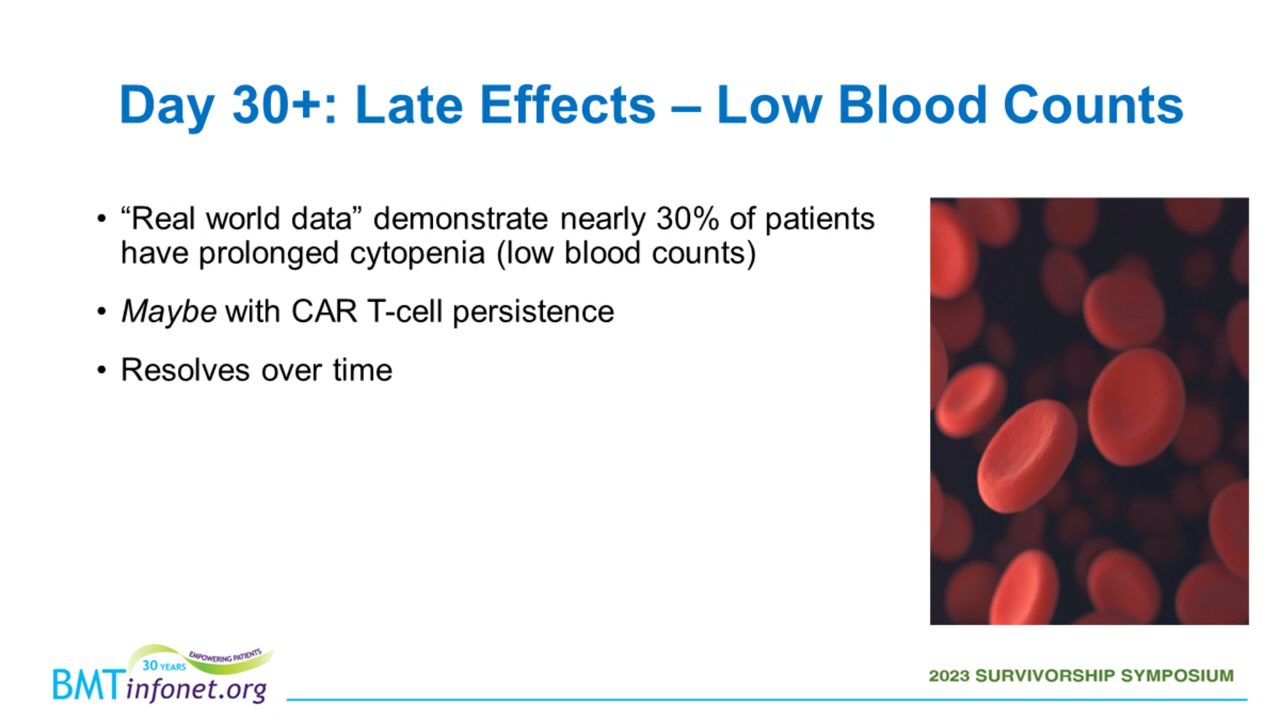 Day 30+: Late Effects – Low Blood Counts
• “Real world data” demonstrate nearly 30% of patients
have prolonged cytopenia (low blood counts)
• Maybe with CAR T-cell persistence
• Resolves over time
30 YEARS
EMPOWERING PATIENTS
BMTinfonet.org
2023 SURVIVORSHIP SYMPOSIUM